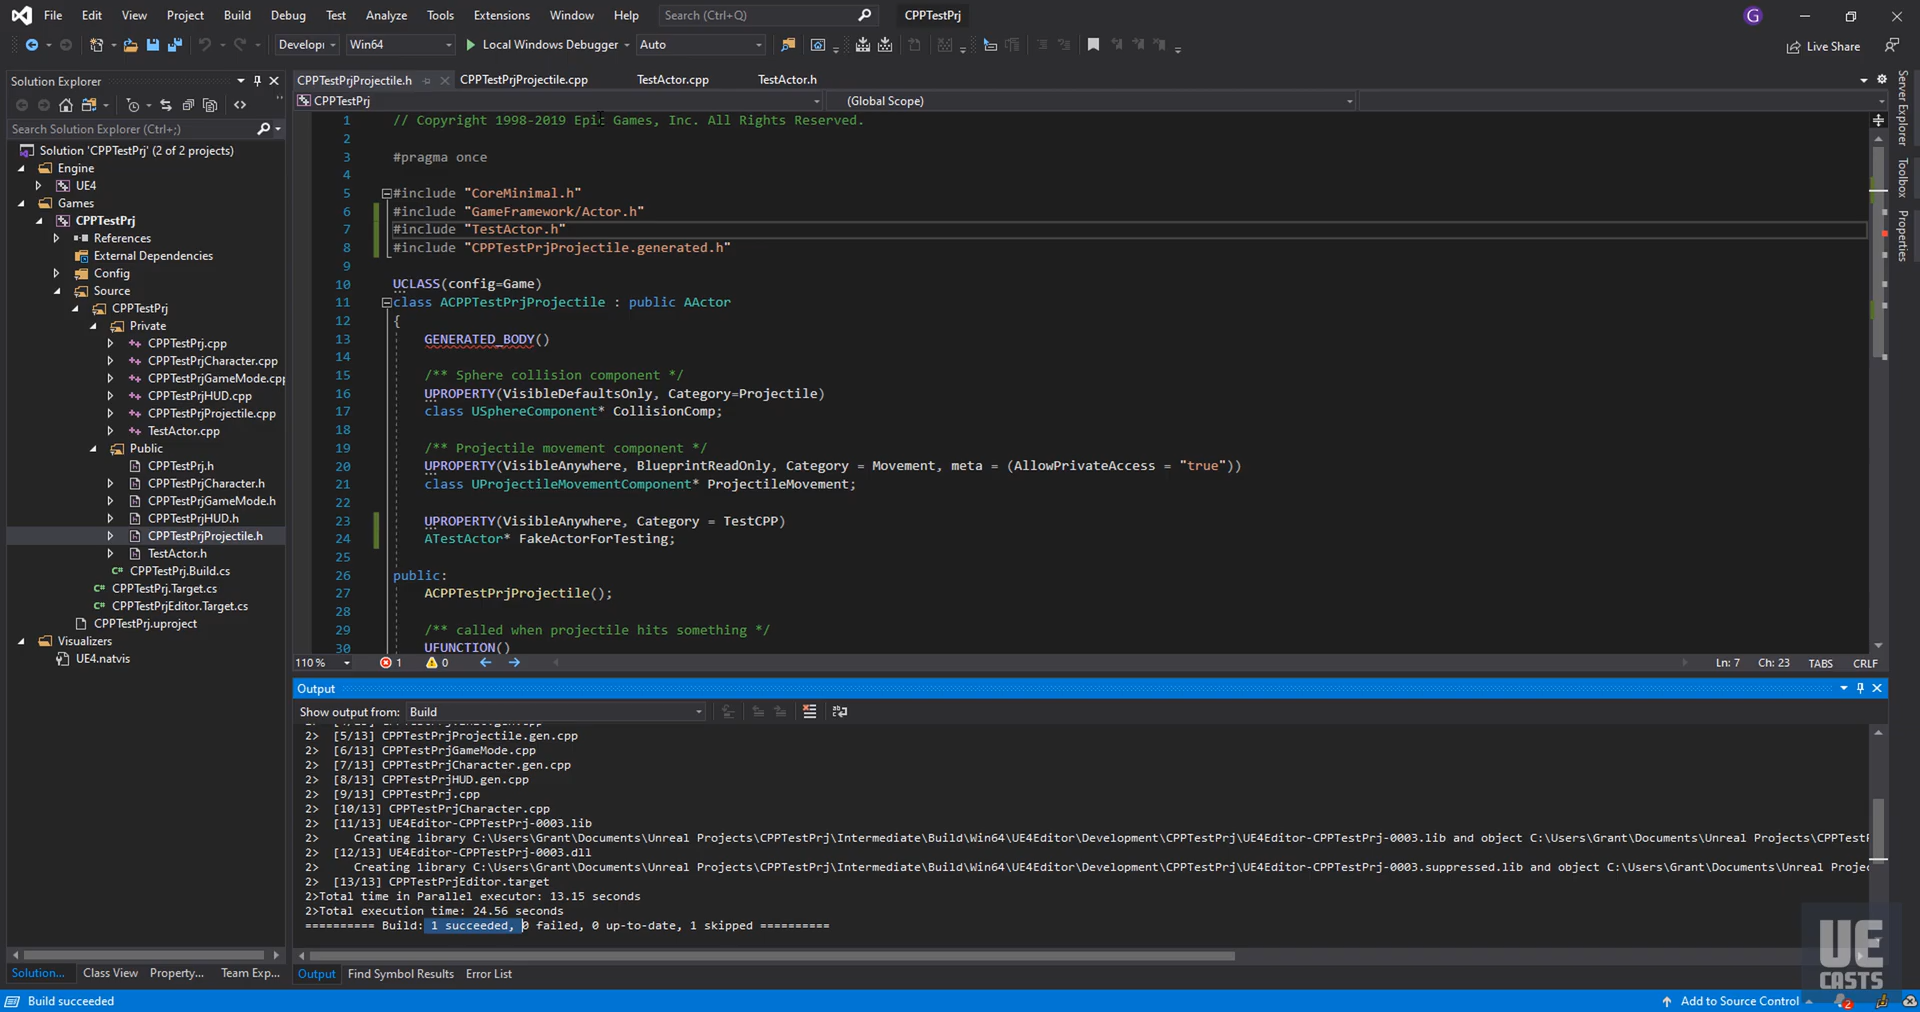 File Edit View Project Build Debug Test Analyze Tools Extensions Window Help Search (Ctrl+Q) CPPTestPrj G
Developi Win64 Local Windows Debugger Auto Live Share
Solution Explorer
Search Solution Explorer (Ctrl+;)
Solution 'CPPTestPrj' (2 of 2 projects)
Engine
UE4
Games
CPPTestPrj
References
External Dependencies
Config
Source
CPPTestPrj
Private
CPPTestPrj.cpp
CPPTestPrjCharacter.cpp
CPPTestPrjGameMode.cpp
CPPTestPrjHUD.cpp
CPPTestPrjProjectile.cpp
TestActor.cpp
Public
CPPTestPrj.h
CPPTestPrjCharacter.h
CPPTestPrjGameMode.h
CPPTestPrjHUD.h
CPPTestPrjProjectile.h
TestActor.h
CPPTestPrj.Build.cs
CPPTestPrj.Target.cs
CPPTestPrjEditor.Target.cs
CPPTestPrj.uproject
Visualizers
UE4.natvis
Solution... Class View Property... Team Exp...
CPPTestPrjProjectile.h CPPTestPrjProjectile.cpp TestActor.cpp TestActor.h
CPPTestPrj (Global Scope)
1 // Copyright 1998-2019 Epic Games, Inc. All Rights Reserved.
2
3 #pragma once
4
5 #include "CoreMinimal.h"
6 #include "GameFramework/Actor.h"
7 #include "TestActor.h"
8 #include "CPPTestPrjProjectile.generated.h"
9
10 UCLASS(config=Game)
11 class ACPPTestPrjProjectile : public AActor
12 {
13 GENERATED_BODY()
14
15 /** Sphere collision component */
16 UPROPERTY(VisibleDefaultsOnly, Category=Projectile)
17 class USphereComponent* CollisionComp;
18
19 /** Projectile movement component */
20 UPROPERTY(VisibleAnywhere, BlueprintReadOnly, Category = Movement, meta = (AllowPrivateAccess = "true"))
21 class UProjectileMovementComponent* ProjectileMovement;
22
23 UPROPERTY(VisibleAnywhere, Category = TestCPP)
24 ATestActor* FakeActorForTesting;
25
26 public:
27 ACPPTestPrjProjectile();
28
29 /** called when projectile hits something */
30 UFUNCTION()
110 % 1 0 Ln: 7 Ch: 23 TABS CRLF
Output
Show output from: Build
2> [5/13] CPPTestPrjProjectile.gen.cpp
2> [6/13] CPPTestPrjGameMode.cpp
2> [7/13] CPPTestPrjCharacter.gen.cpp
2> [8/13] CPPTestPrjHUD.gen.cpp
2> [9/13] CPPTestPrj.cpp
2> [10/13] CPPTestPrjCharacter.cpp
2> [11/13] UE4Editor-CPPTestPrj-0003.lib
2> Creating library C:\Users\Grant\Documents\Unreal Projects\CPPTestPrj\Intermediate\Build\Win64\UE4Editor\Development\CPPTestPrj\UE4Editor-CPPTestPrj-0003.lib and object C:\Users\Grant\Documents\Unreal Projects\CPPTestP
2> [12/13] UE4Editor-CPPTestPrj-0003.dll
2> Creating library C:\Users\Grant\Documents\Unreal Projects\CPPTestPrj\Intermediate\Build\Win64\UE4Editor\Development\CPPTestPrj\UE4Editor-CPPTestPrj-0003.suppressed.lib and object C:\Users\Grant\Documents\Unreal Projec
2> [13/13] CPPTestPrjEditor.target
2>Total time in Parallel executor: 13.15 seconds
2>Total execution time: 24.56 seconds
========== Build: 1 succeeded, 0 failed, 0 up-to-date, 1 skipped ==========
Output Find Symbol Results Error List
Server Explorer
Toolbox
Properties
UE
CASTS
Build succeeded Add to Source Control 2